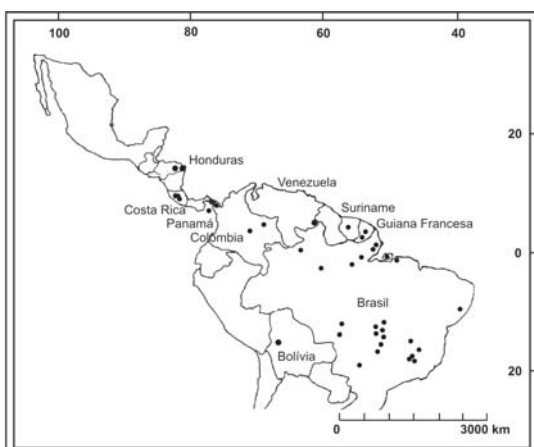 100 80 60 40
20
Honduras
Venezuela
Suriname
Costa Rica
Guiana Francesa
Panamá
Colômbia
0
Brasil
Bolívia
20
0 3000 km